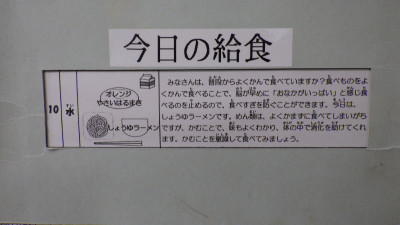 今日の給食
10
水
オレンジ
やさいはるまき
しょうゆラーメン
みなさんは、普段からよくかんで食べていますか？食べものをよ
くかんで食べることで、脳が早めに「おなかがいっぱい」と感じ食
べるのを止めるので、食べすぎを防ぐことができます。今日は、
しょうゆラーメンです。めん類は、よくかまずに食べてしまいがち
ですが、かむことで、味もよくわかり、体の中で消化を助けてくれ
ます。かむことを意識して食べてみましょう。